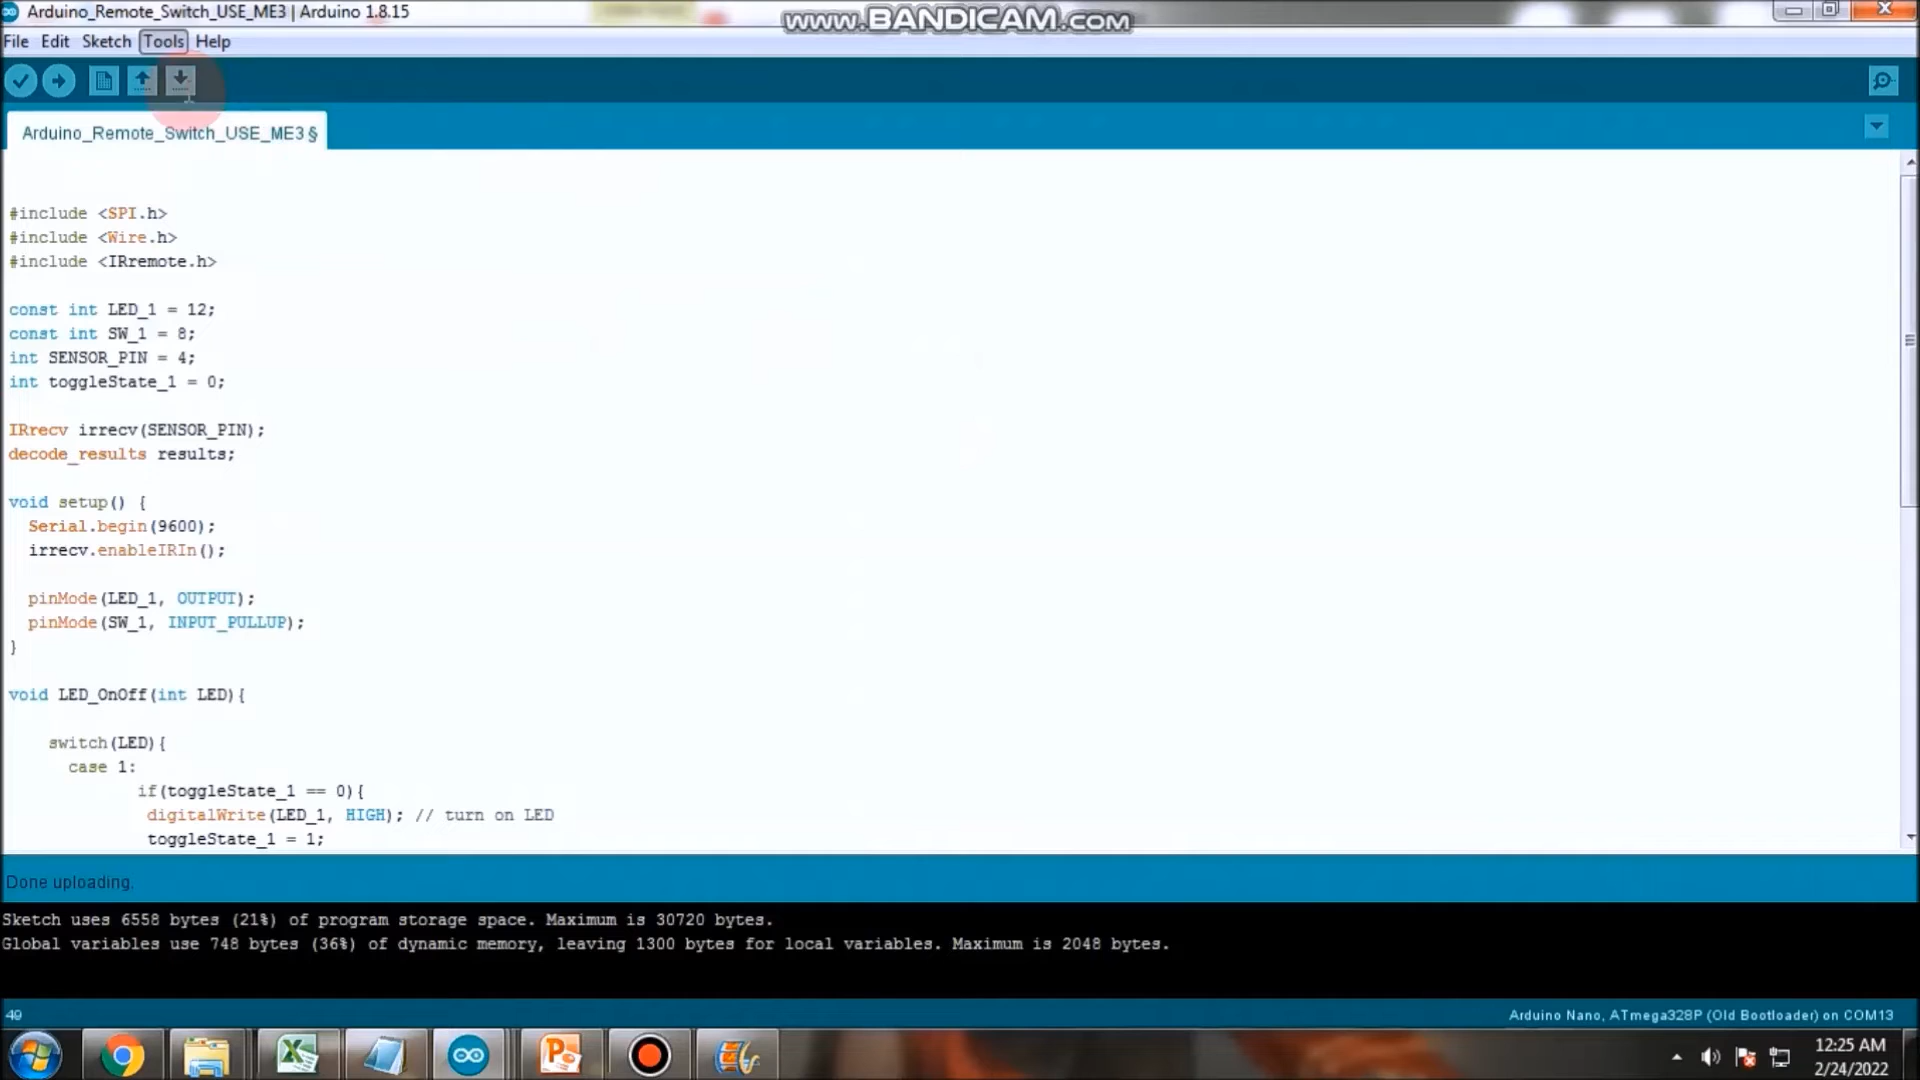 Arduino_Remote_Switch_USE_ME3 | Arduino 1.8.15
www.BANDICAM.com
File Edit Sketch Tools Help
Arduino_Remote_Switch_USE_ME3 §
#include <SPI.h>
#include <Wire.h>
#include <IRremote.h>
const int LED_1 = 12;
const int SW_1 = 8;
int SENSOR_PIN = 4;
int toggleState_1 = 0;
IRrecv irrecv(SENSOR_PIN);
decode_results results;
void setup() {
Serial.begin(9600);
irrecv.enableIRIn();
pinMode(LED_1, OUTPUT);
pinMode(SW_1, INPUT_PULLUP);
}
void LED_OnOff(int LED){
switch(LED){
case 1:
if(toggleState_1 == 0){
digitalWrite(LED_1, HIGH); // turn on LED
toggleState_1 = 1;
Done uploading.
Sketch uses 6558 bytes (21%) of program storage space. Maximum is 30720 bytes.
Global variables use 748 bytes (36%) of dynamic memory, leaving 1300 bytes for local variables. Maximum is 2048 bytes.
49
Arduino Nano, ATmega328P (Old Bootloader) on COM13
12:25 AM
2/24/2022